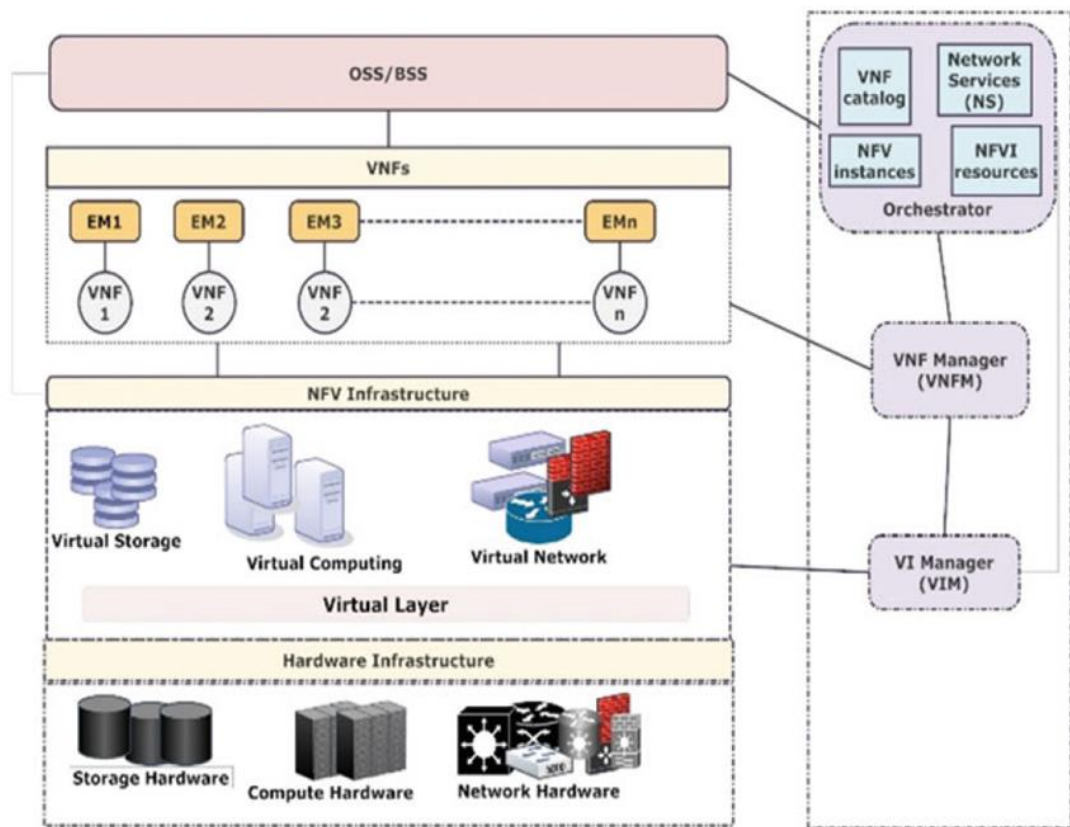 OSS/BSS
VNFs
EM1
EM2
EM3
EMn
VNF
1
VNF
2
VNF
2
VNF
n
NFV Infrastructure
Virtual Storage
Virtual Computing
Virtual Network
Virtual Layer
Hardware Infrastructure
Storage Hardware
Compute Hardware
Network Hardware
VNF
catalog
Network
Services
(NS)
NFV
instances
NFVI
resources
Orchestrator
VNF Manager
(VNFM)
VI Manager
(VIM)